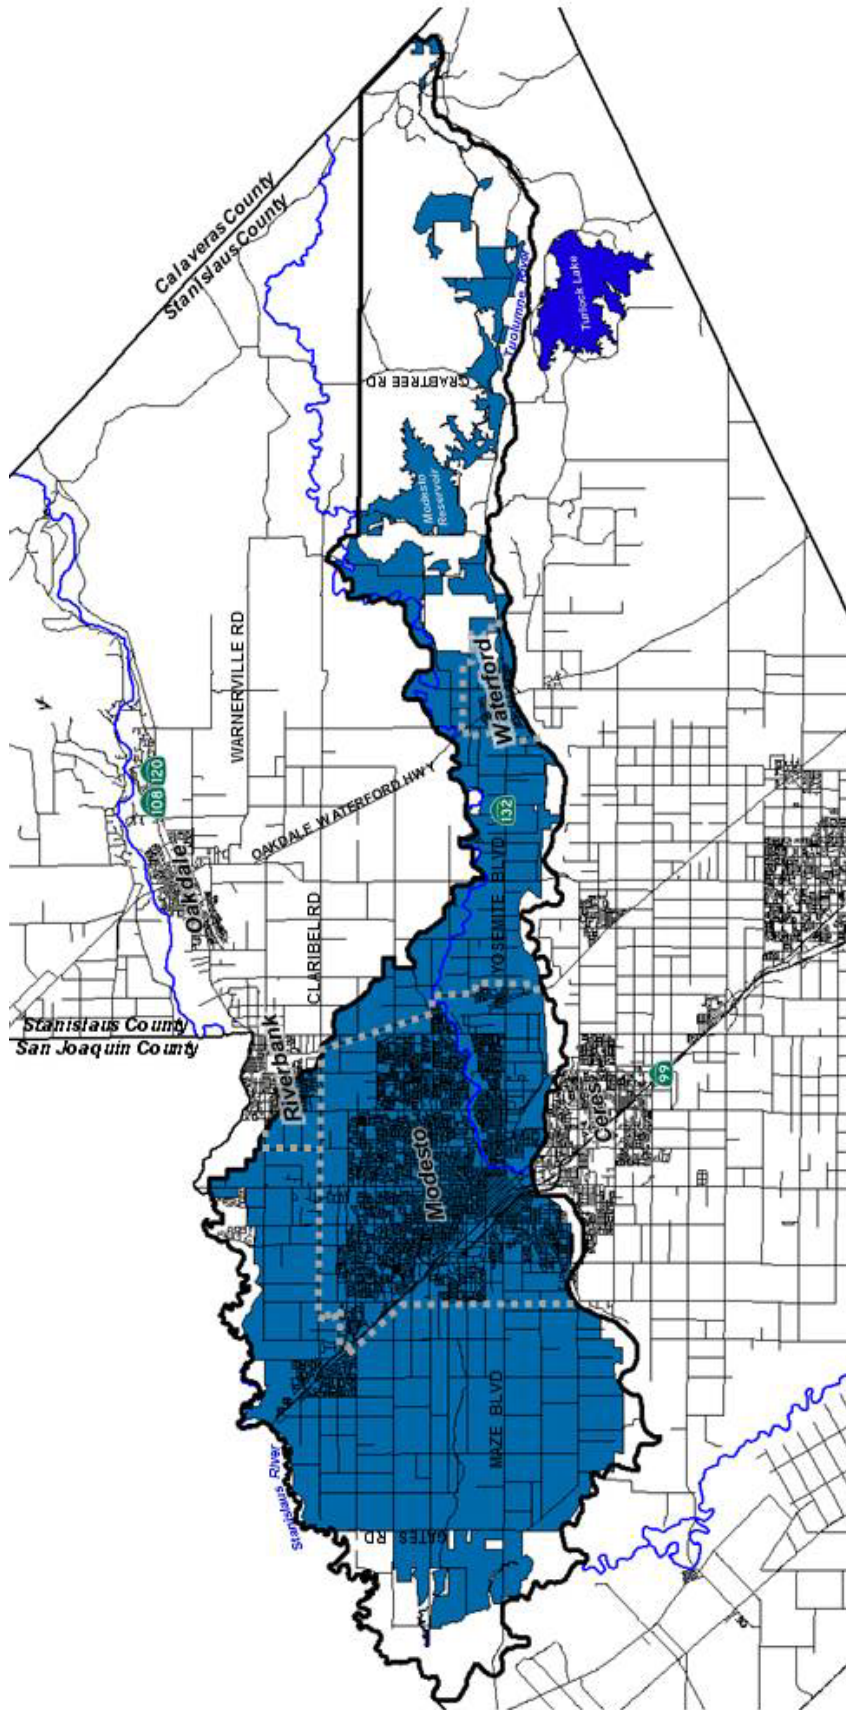 Calaveras County
Stanislaus County
Turlock Lake
Tuolumne River
CRABTREE RD
Modesto
Reservoir
WARNERVILLE RD
Waterford
108
120
OAKDALE WATERFORD HWY
132
Oakdale
YOSEMITE BLVD
CLARIBEL RD
Stanislaus County
San Joaquin County
Riverbank
99
Ceres
Modesto
MAZE BLVD
Stanislaus River
GATES RD